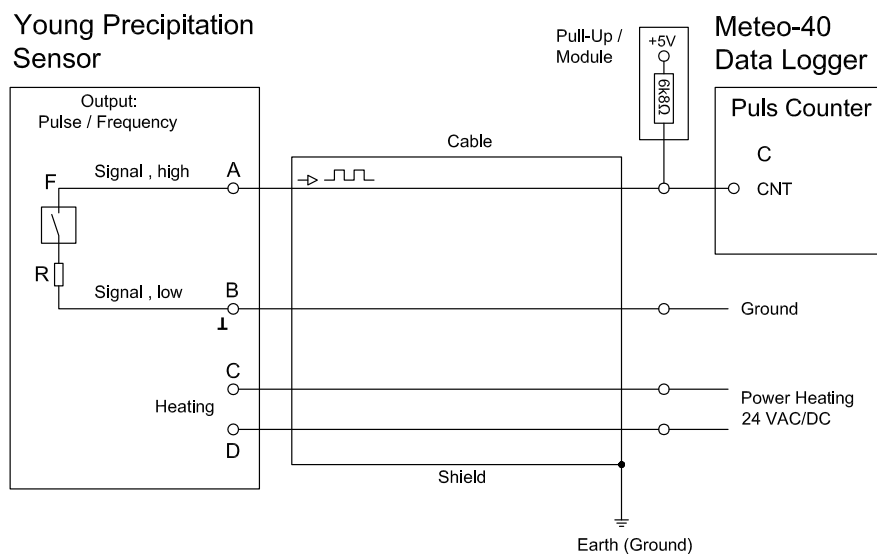 Young Precipitation
Sensor
Pull-Up /
Module
+5V
6k8Ω
Meteo-40
Data Logger
Output:
Pulse / Frequency
Puls Counter
Cable
C
CNT
F
Signal , high
A
R
Signal , low
B
Ground
C
Heating
D
Power Heating
24 VAC/DC
Shield
Earth (Ground)